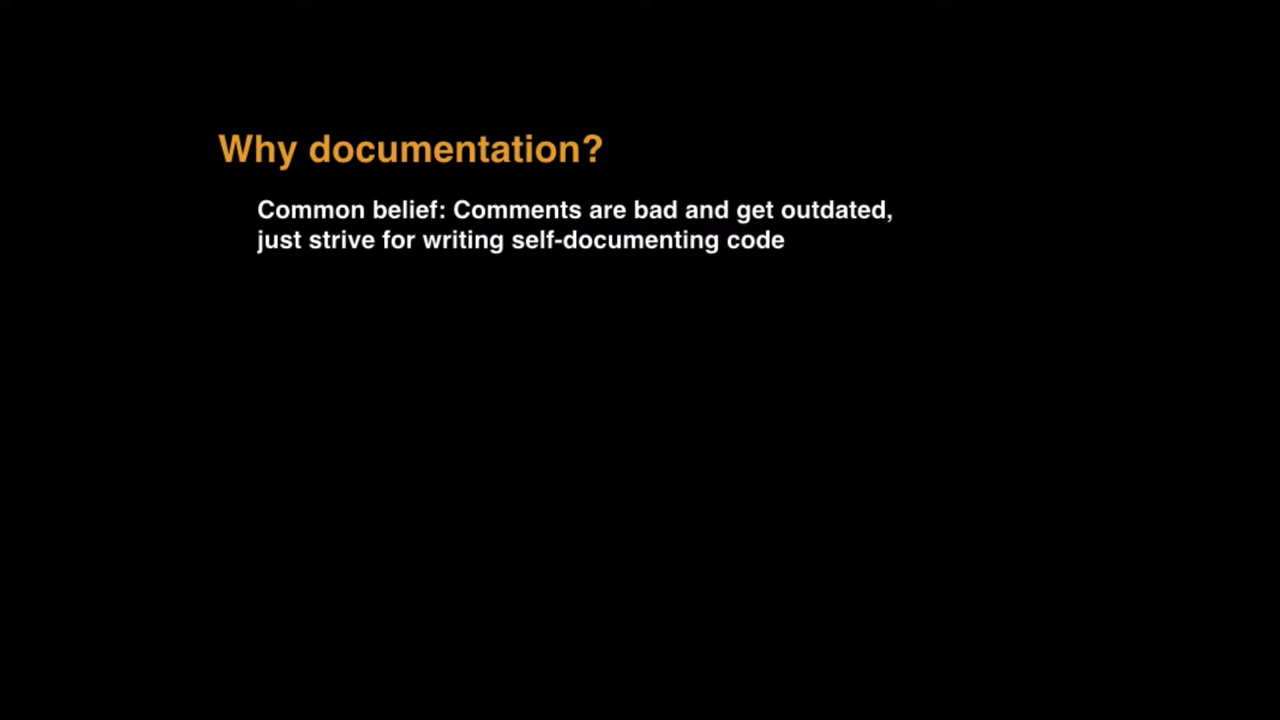 Why documentation?
Common belief: Comments are bad and get outdated,
just strive for writing self-documenting code